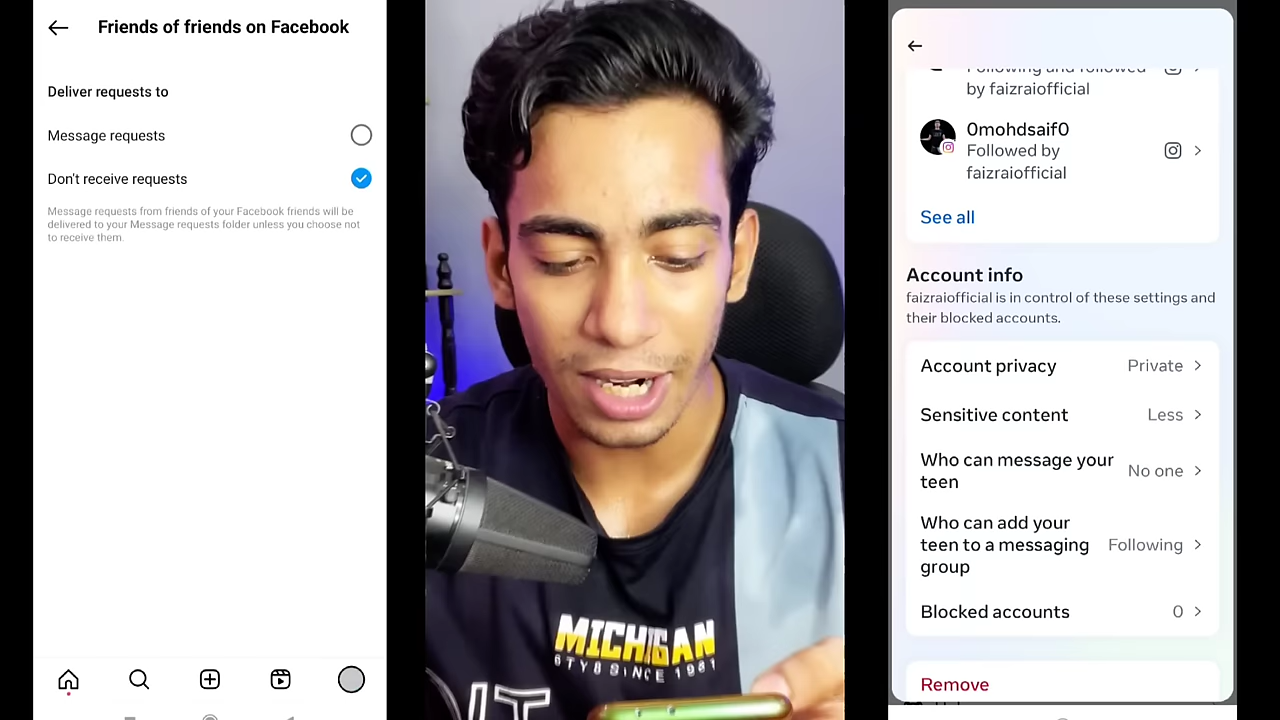 Friends of friends on Facebook
Deliver requests to
Message requests
Don't receive requests
Message requests from friends of your Facebook friends will be
delivered to your Message requests folder unless you choose not
to receive them.
MICHIGAN
by faizraiofficial
0mohdsaif0
Followed by
faizraiofficial
See all
Account info
faizraiofficial is in control of these settings and
their blocked accounts.
Account privacy Private
Sensitive content Less
Who can message your
teen No one
Who can add your
teen to a messaging
group Following
Blocked accounts 0
Remove